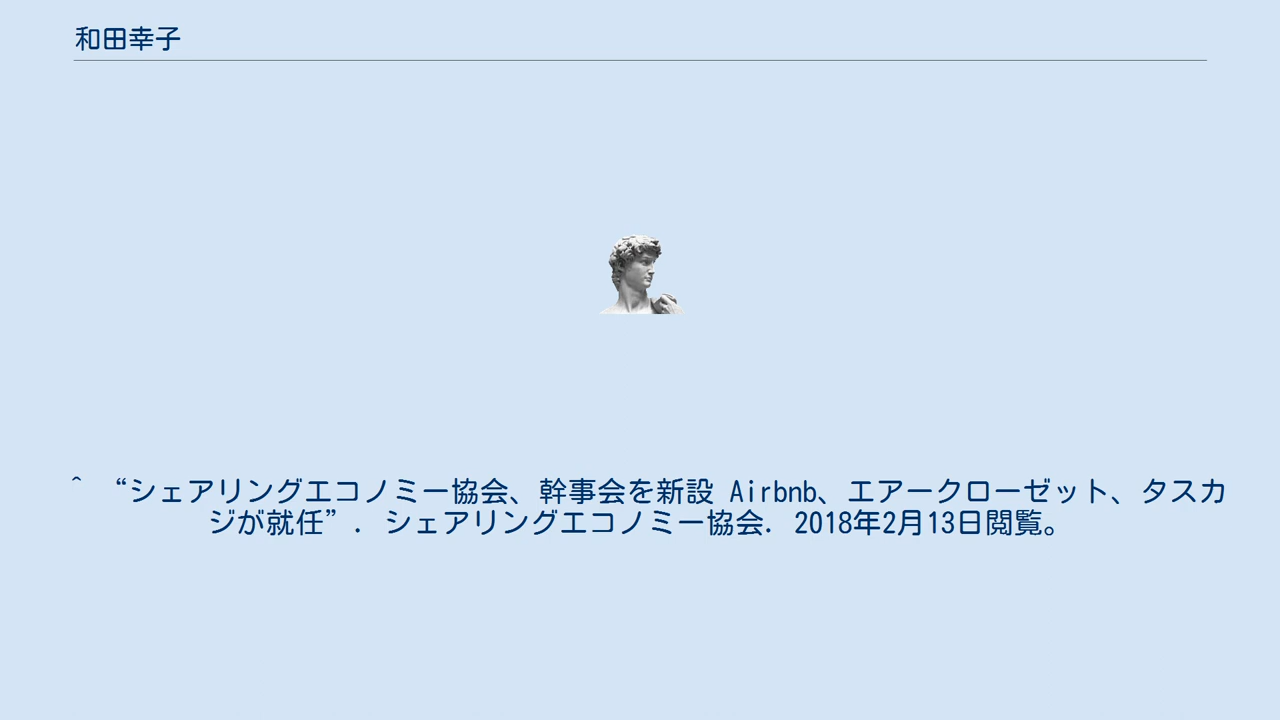 和田幸子
^ “シェアリングエコノミー協会、幹事会を新設 Airbnb、エアークローゼット、タスカ
ジが就任”. シェアリングエコノミー協会. 2018年2月13日閲覧。